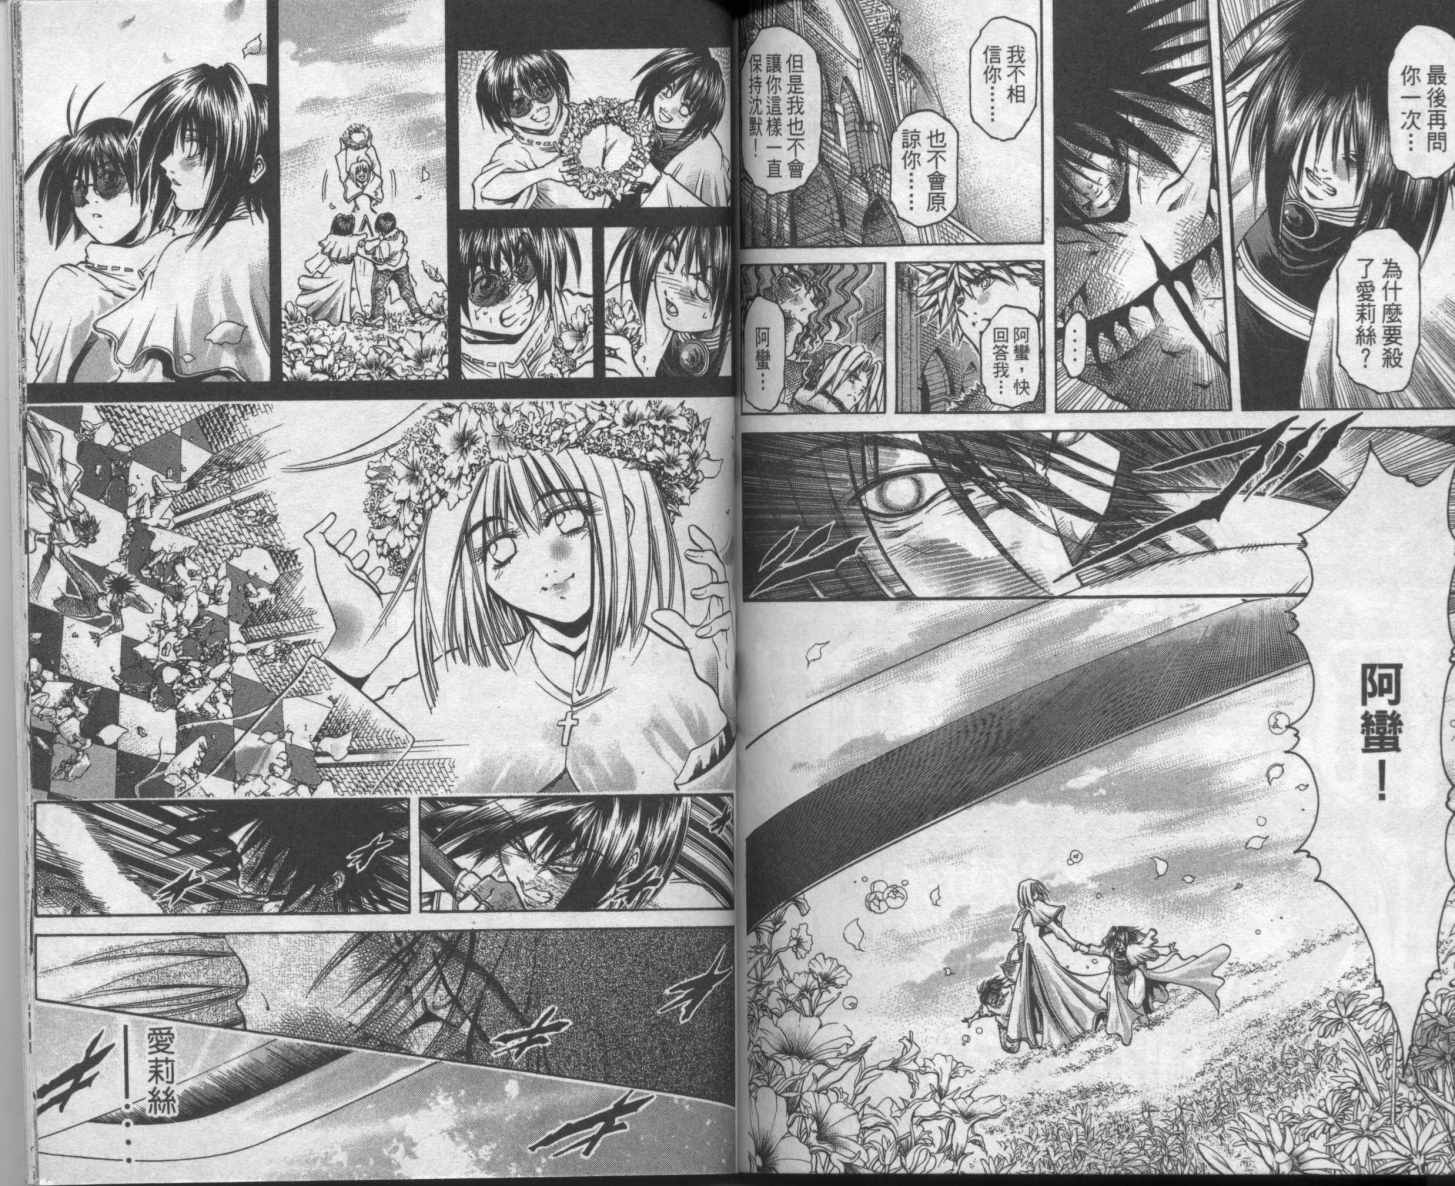 最後再問
你一次…
為什麼要殺
了愛莉絲？
‥‥
我不相
信你……
也不會原
諒你……
但是我也不會
讓你這樣一直
保持沈默！
阿蠻，快
回答我…
阿蠻…
阿蠻！
愛莉絲
——‥‥